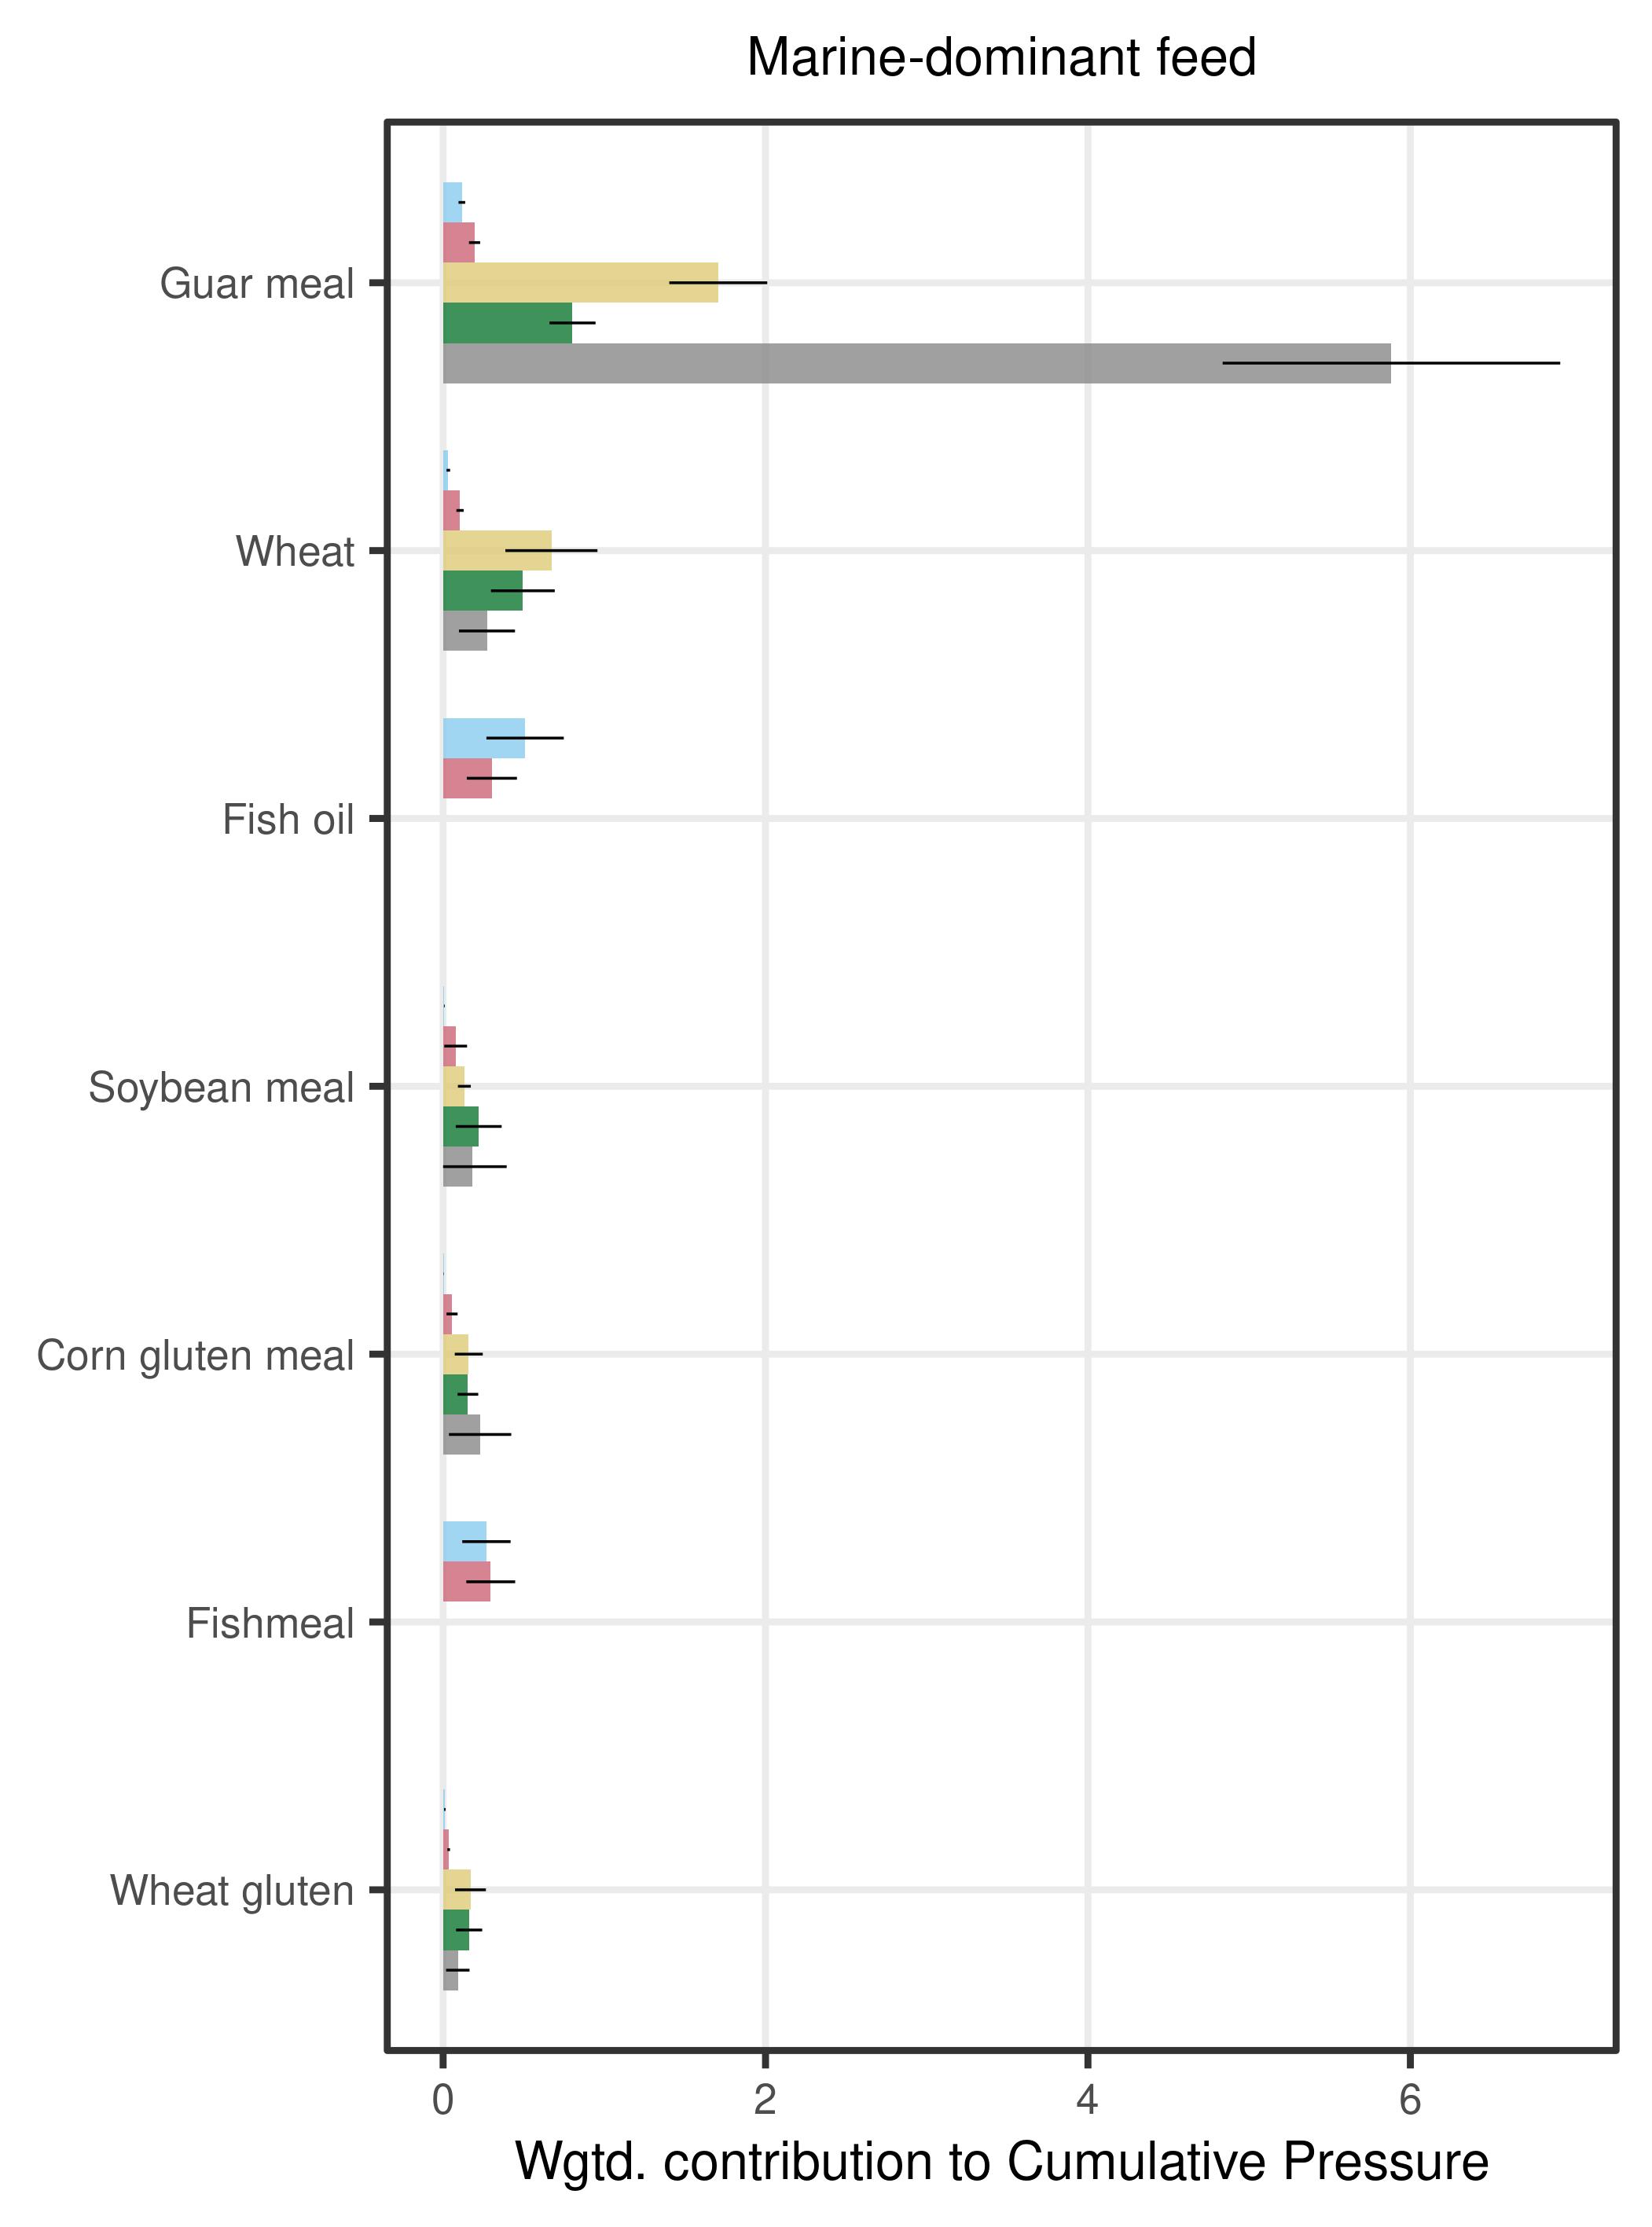 Marine-dominant feed
Guar meal
Wheat
Fish oil
Soybean meal
Corn gluten meal
Fishmeal
Wheat gluten
0 2 4 6
Wgtd. contribution to Cumulative Pressure